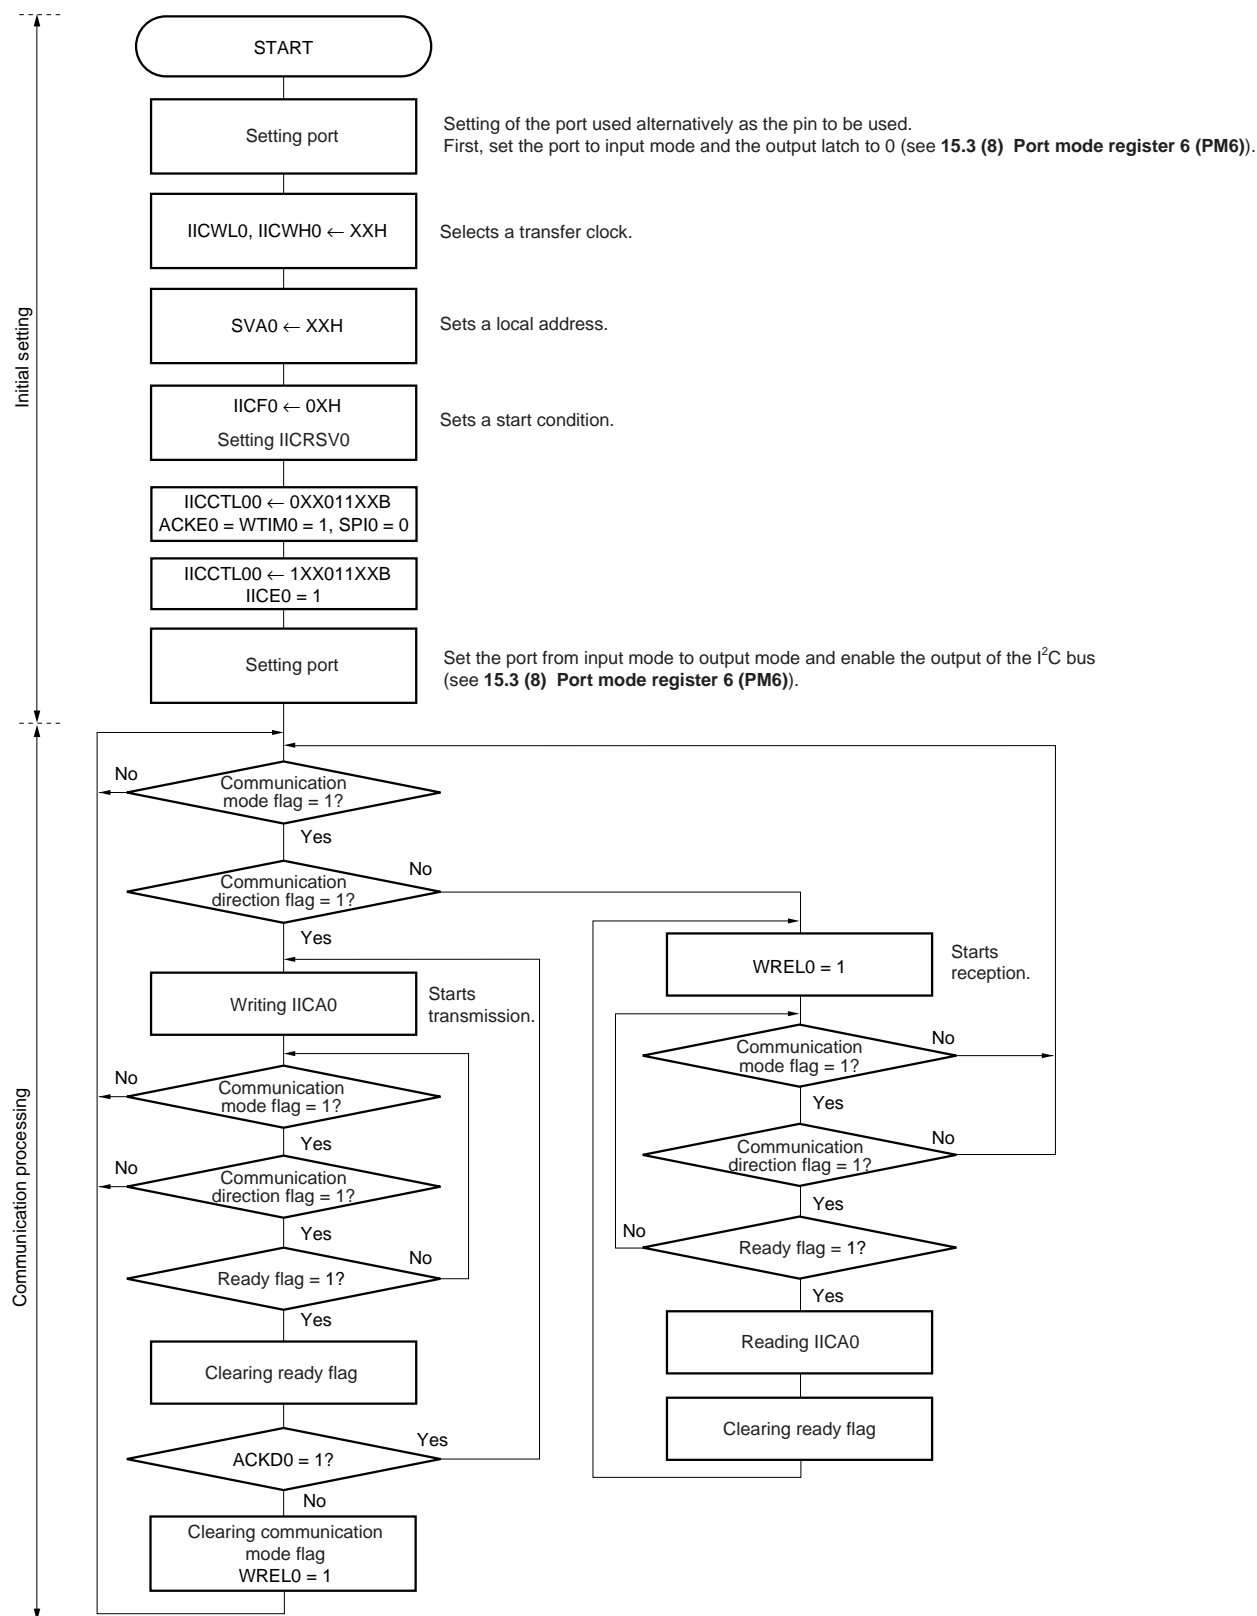 START
Setting port
Setting of the port used alternatively as the pin to be used.
First, set the port to input mode and the output latch to 0 (see 15.3 (8) Port mode register 6 (PM6)).
IICWL0, IICWH0 ← XXH
Selects a transfer clock.
SVA0 ← XXH
Sets a local address.
Initial setting
IICF0 ← 0XH
Setting IICRSV0
Sets a start condition.
IICCTL00 ← 0XX011XXB
ACKE0 = WTIM0 = 1, SPI0 = 0
IICCTL00 ← 1XX011XXB
IICE0 = 1
Setting port
Set the port from input mode to output mode and enable the output of the I²C bus
(see 15.3 (8) Port mode register 6 (PM6)).
No
Communication
mode flag = 1?
Yes
Communication
direction flag = 1?
No
Yes
Writing IICA0
Starts
transmission.
No
Communication
mode flag = 1?
Yes
No
Communication
direction flag = 1?
Yes
No
Ready flag = 1?
Yes
Clearing ready flag
Yes
ACKD0 = 1?
No
Clearing communication
mode flag
WREL0 = 1
WREL0 = 1
Starts
reception.
No
Communication
mode flag = 1?
Yes
No
Communication
direction flag = 1?
Yes
No
Ready flag = 1?
Yes
Reading IICA0
Clearing ready flag
Communication processing